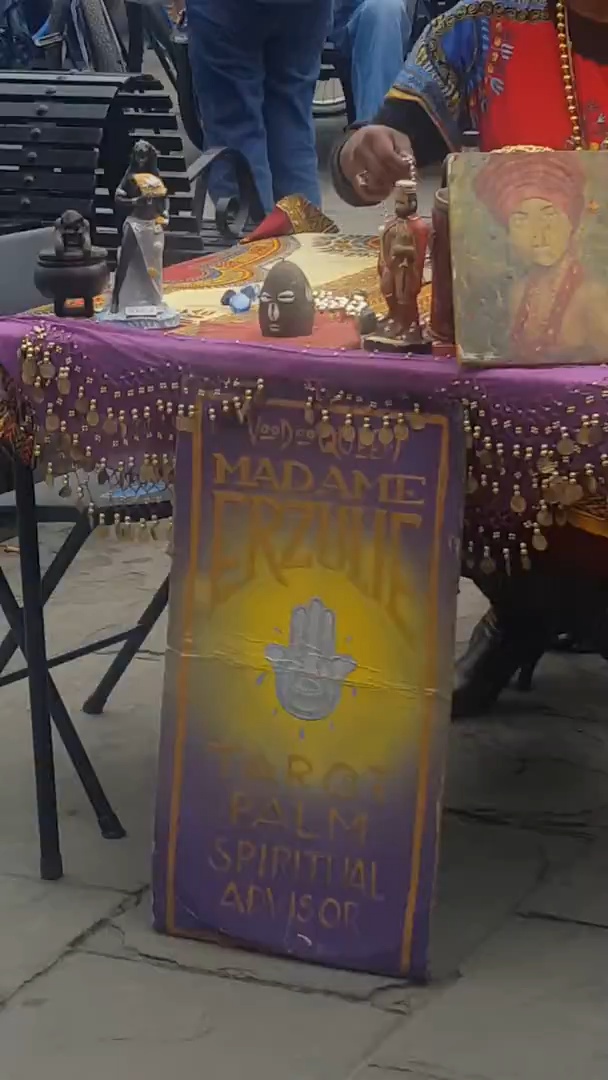 VooDoo QUEEN
MADAME
ERZULIE
TAROT
PALM
SPIRITUAL
ADVISOR